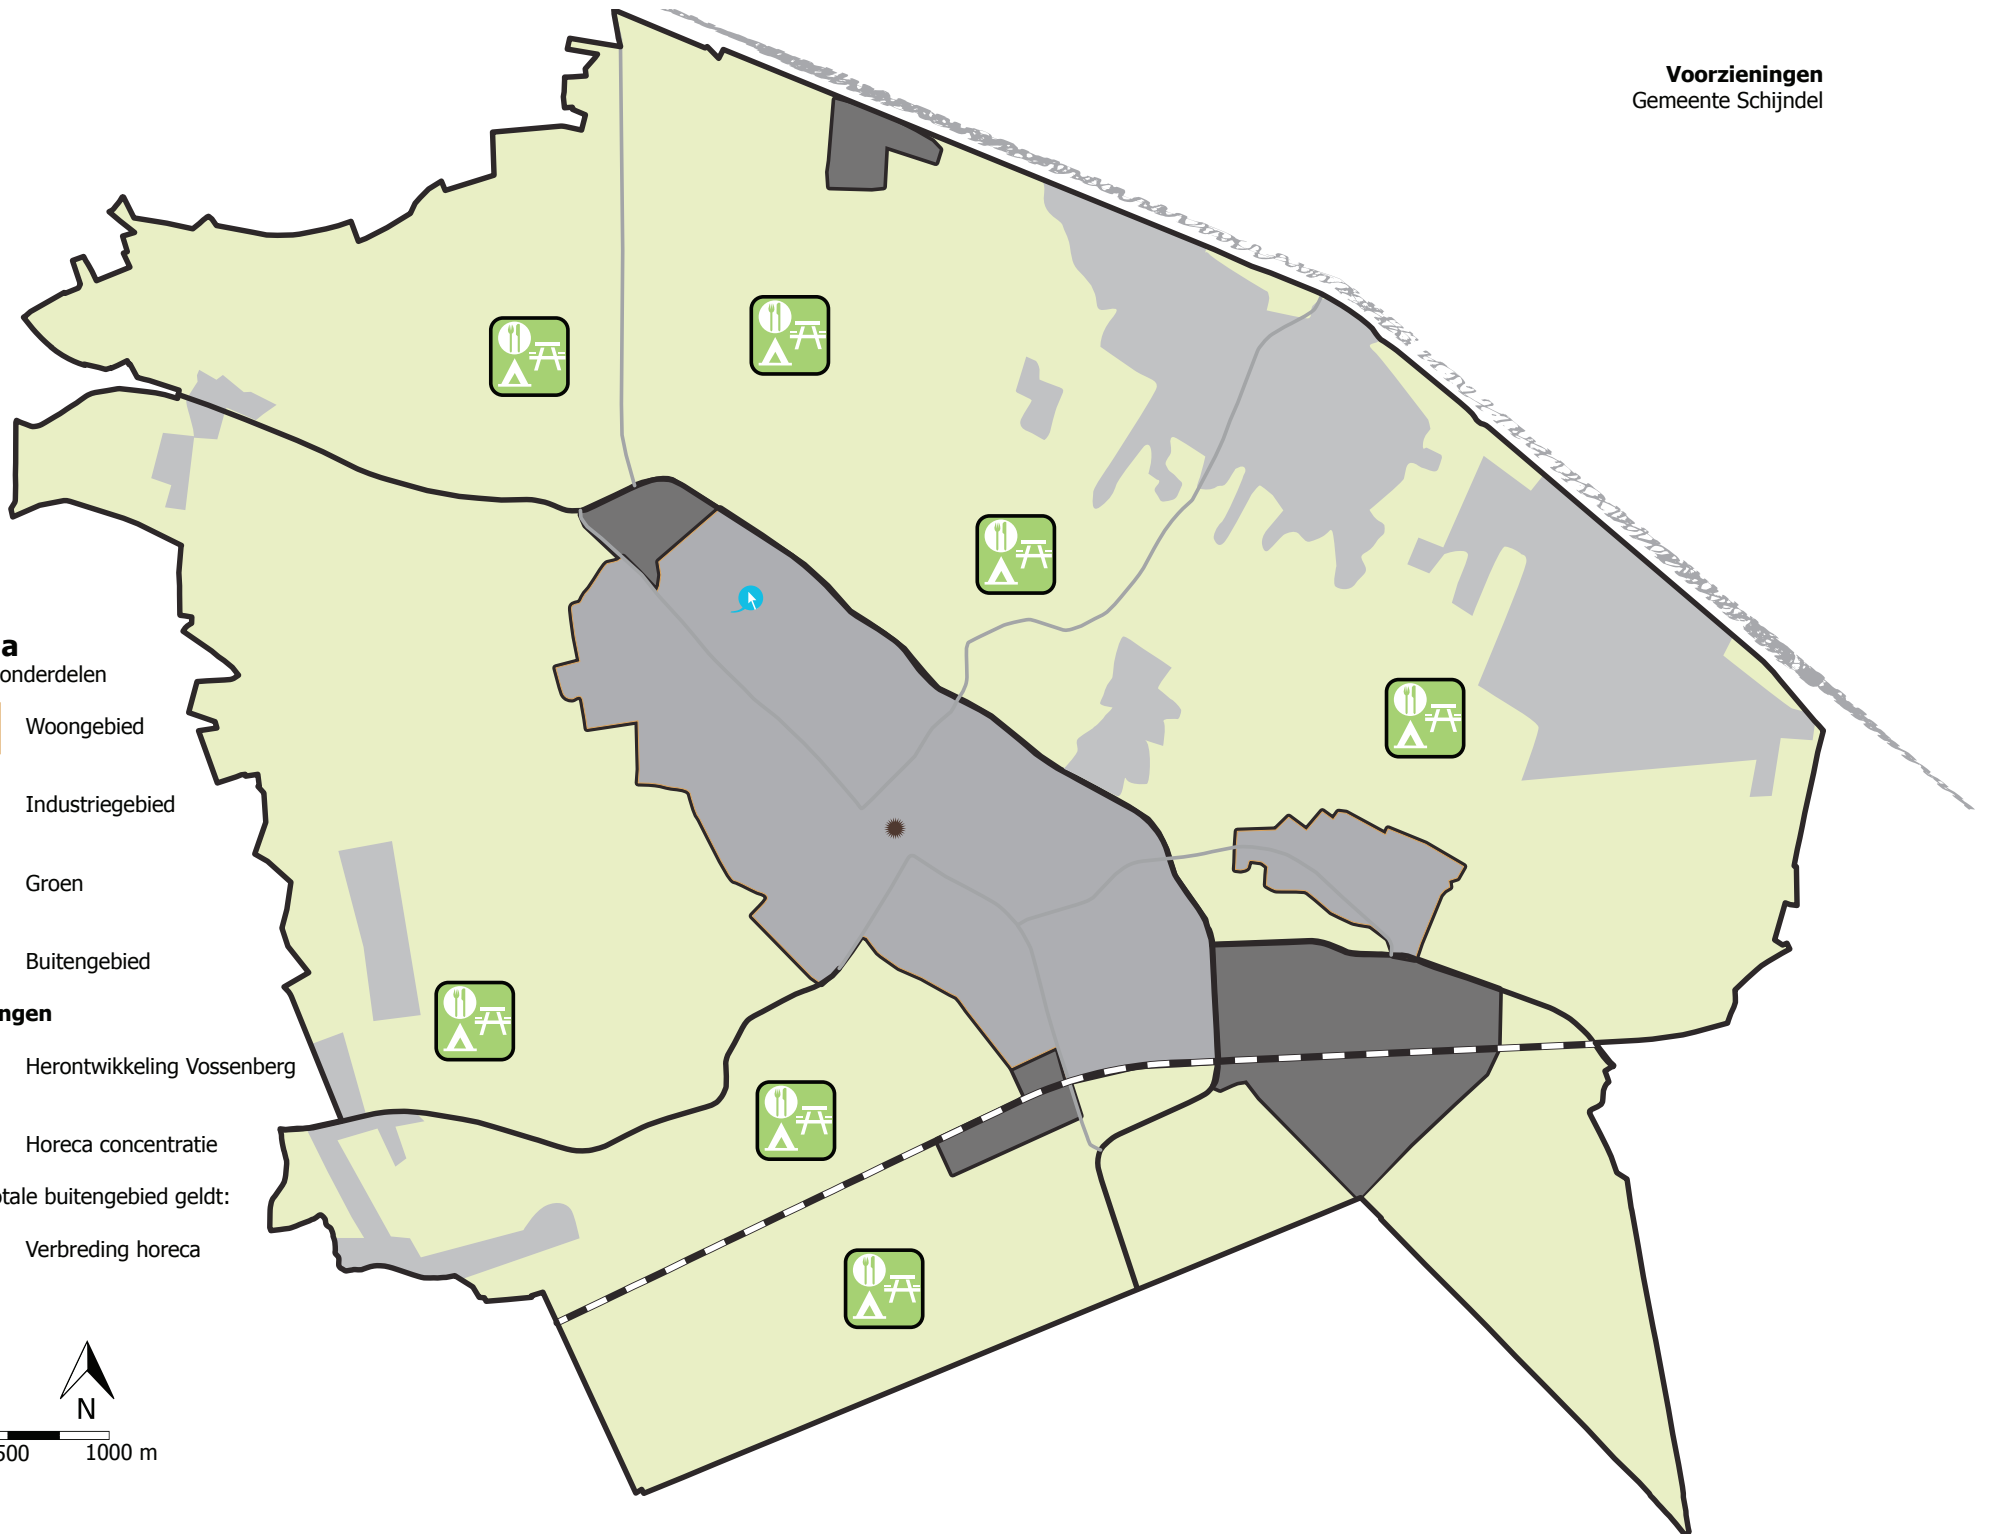 Voorzieningen
Gemeente Schijndel
a
onderdelen
Woongebied
Industriegebied
Groen
Buitengebied
ngen
Herontwikkeling Vossenberg
Horeca concentratie
otale buitengebied geldt:
Verbreding horeca
N
500 1000 m